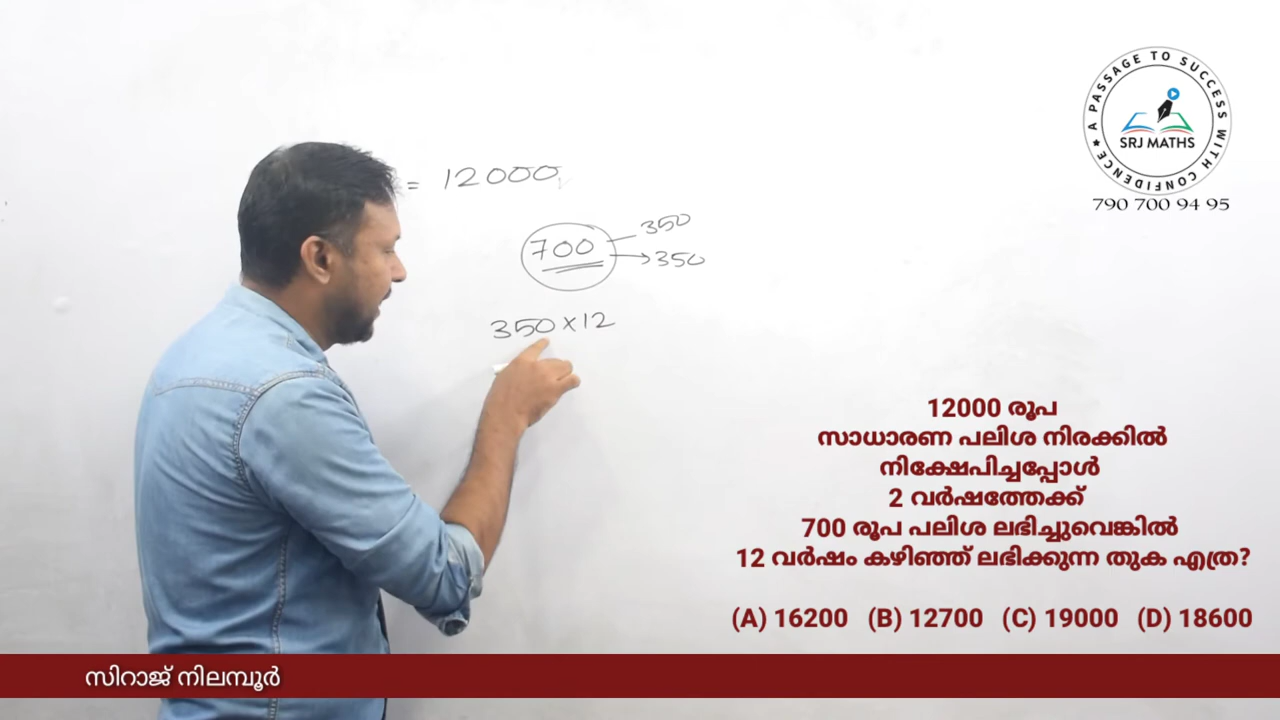 = 12000
700
350
350
350 x 12
A PASSAGE TO SUCCESS WITH CONFIDENCE
SRJ MATHS
790 700 94 95
12000 രൂപ
സാധാരണ പലിശ നിരക്കിൽ
നിക്ഷേപിച്ചപ്പോൾ
2 വർഷത്തേക്ക്
700 രൂപ പലിശ ലഭിച്ചുവെങ്കിൽ
12 വർഷം കഴിഞ്ഞ് ലഭിക്കുന്ന തുക എത്ര?
(A) 16200 (B) 12700 (C) 19000 (D) 18600
സിറാജ് നിലമ്പൂർ